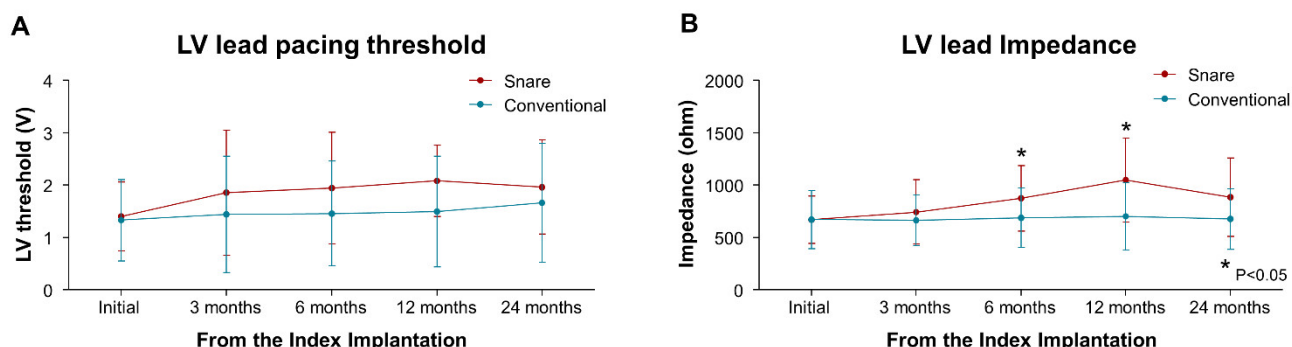 A
LV lead pacing threshold
Snare
Conventional
LV threshold (V)
4
3
2
1
0
Initial
3 months
6 months
12 months
24 months
From the Index Implantation
B
LV lead Impedance
Snare
Conventional
Impedance (ohm)
2000
1500
1000
500
0
*
*
* P<0.05
Initial
3 months
6 months
12 months
24 months
From the Index Implantation